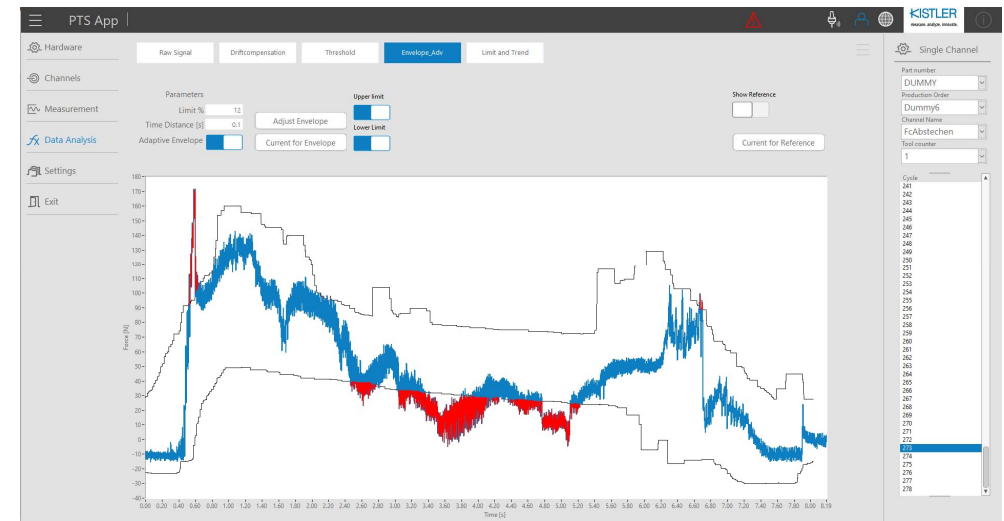 PTS App
KISTLER
measure. analyze. innovate.
Hardware
Channels
Measurement
Data Analysis
Settings
Exit
Raw Signal
Driftcompensation
Threshold
Envelope_Adv
Limit and Trend
Parameters
Limit % 12
Time Distance [s] 0.1
Adaptive Envelope
Adjust Envelope
Current for Envelope
Upper limit
Lower Limit
Show Reference
Current for Reference
Single Channel
Part number
DUMMY
Production Order
Dummy6
Channel Name
FcAbstechen
Tool counter
1
Cycle
241
242
243
244
245
246
247
248
249
250
251
252
253
254
255
256
257
258
259
260
261
262
263
264
265
266
267
268
269
270
271
272
273
274
275
276
277
278
180
170
160
150
140
130
120
110
100
90
80
70
60
50
40
30
20
10
0
-10
-20
-30
-40
Force [N]
0.00 0.20 0.40 0.60 0.80 1.00 1.20 1.40 1.60 1.80 2.00 2.20 2.40 2.60 2.80 3.00 3.20 3.40 3.60 3.80 4.00 4.20 4.40 4.60 4.80 5.00 5.20 5.40 5.60 5.80 6.00 6.20 6.40 6.60 6.80 7.00 7.20 7.40 7.60 7.80 8.00 8.19
Time [s]